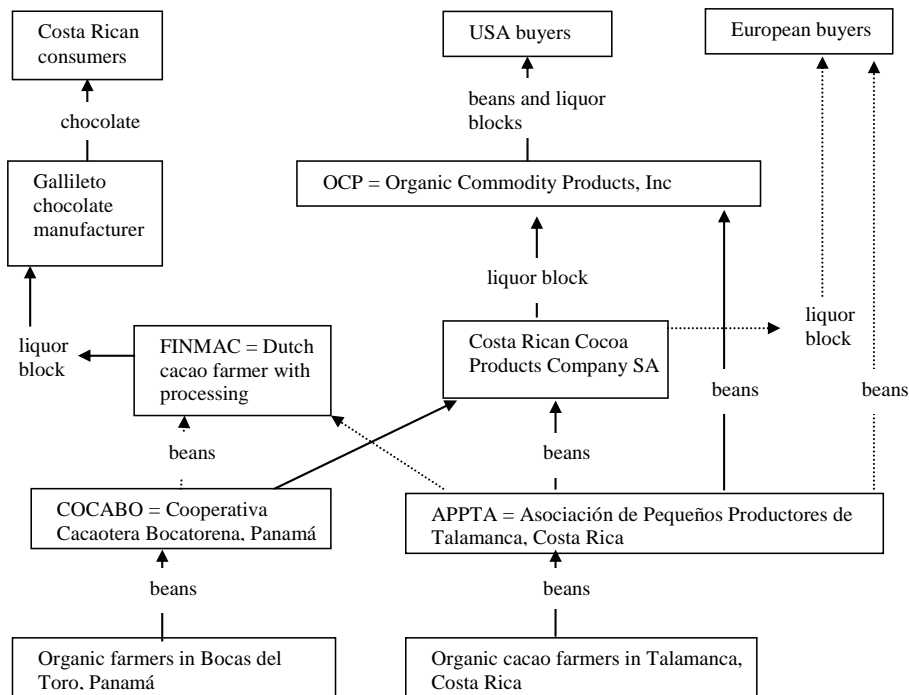 Costa Rican
consumers
USA buyers
European buyers
beans and liquor
blocks
chocolate
Gallileto
chocolate
manufacturer
OCP = Organic Commodity Products, Inc
liquor block
liquor
block
FINMAC = Dutch
cacao farmer with
processing
Costa Rican Cocoa
Products Company SA
liquor
block
beans
beans
beans
beans
COCABO = Cooperativa
Cacaotera Bocatorena, Panamá
APPTA = Asociación de Pequeños Productores de
Talamanca, Costa Rica
beans
beans
Organic farmers in Bocas del
Toro, Panamá
Organic cacao farmers in Talamanca,
Costa Rica